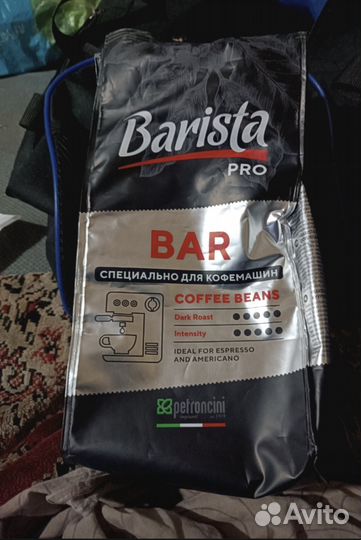 Barista
PRO
BAR
СПЕЦИАЛЬНО ДЛЯ КОФЕМАШИН
COFFEE BEANS
Dark Roast
Intensity
IDEAL FOR ESPRESSO
AND AMERICANO
petroncini
Avito